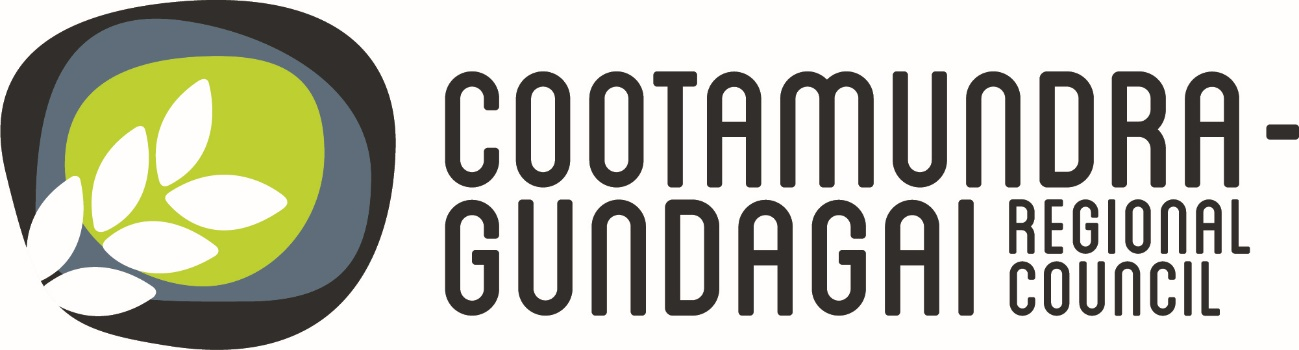 COOTAMUNDRA-
GUNDAGAI REGIONAL
COUNCIL